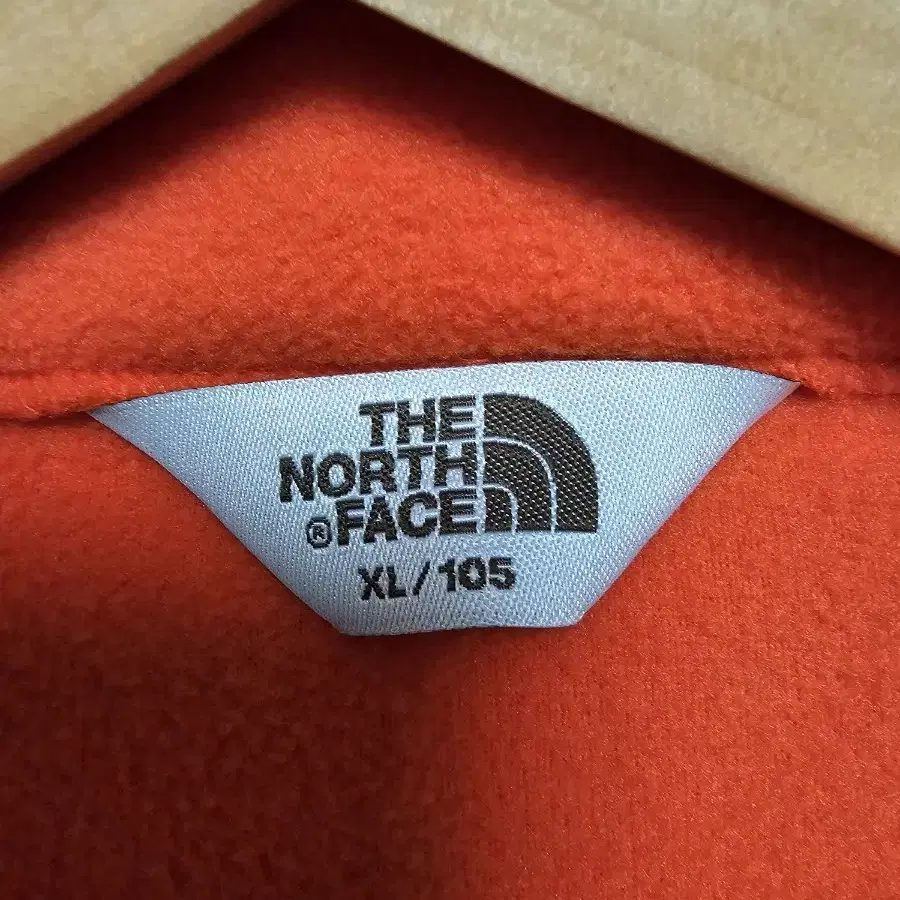 THE
NORTH
® FACE
XL/105